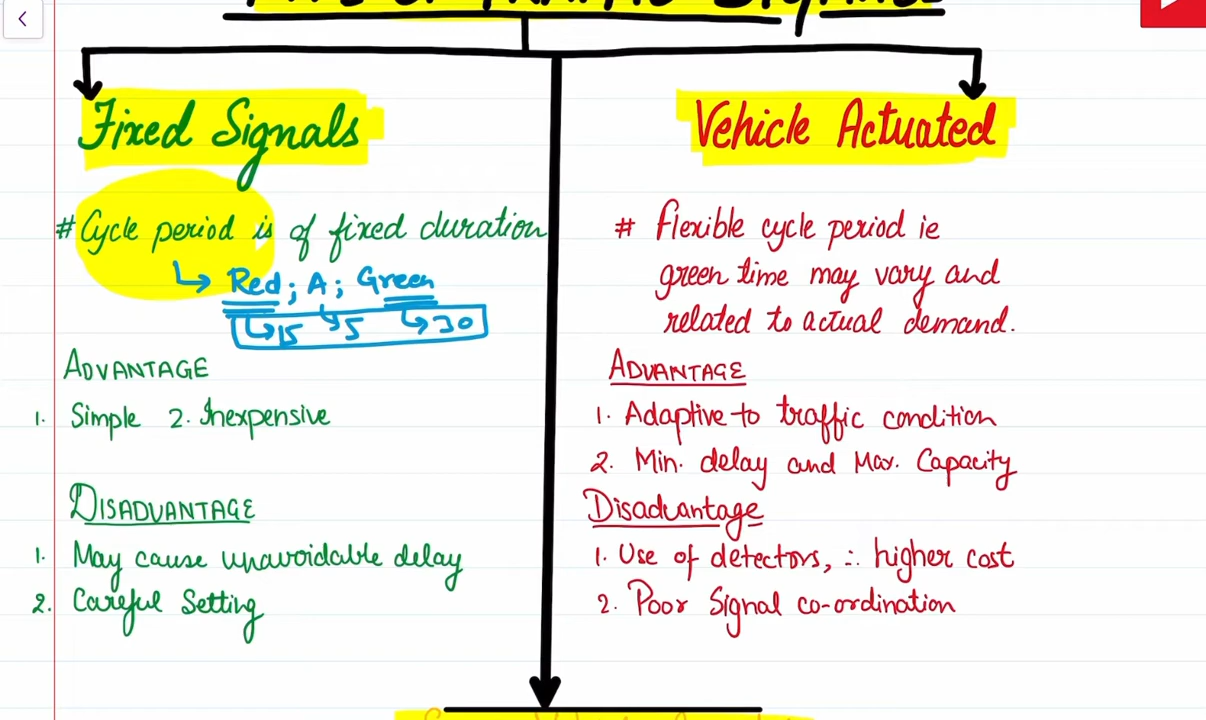 Fixed Signals
# Cycle period is of fixed duration
↳ Red; A; Green
↳15 ↳5 ↳30
ADVANTAGE
1. Simple 2. Inexpensive
DISADVANTAGE
1. May cause unavoidable delay
2. Careful Setting
Vehicle Actuated
# Flexible cycle period ie
green time may vary and
related to actual demand.
ADVANTAGE
1. Adaptive to traffic condition
2. Min. delay and Max. Capacity
Disadvantage
1. Use of detectors, ∴ higher cost
2. Poor Signal co-ordination